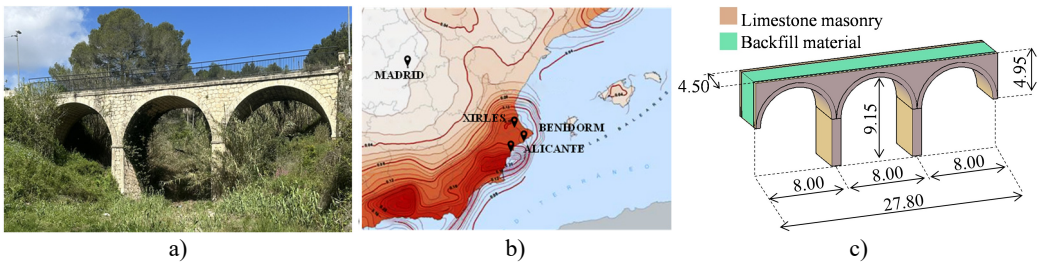 Limestone masonry
Backfill material
MADRID
XIRLES
BENIDORM
ALICANTE
4.50
4.95
9.15
8.00
8.00
8.00
27.80
a)
b)
c)